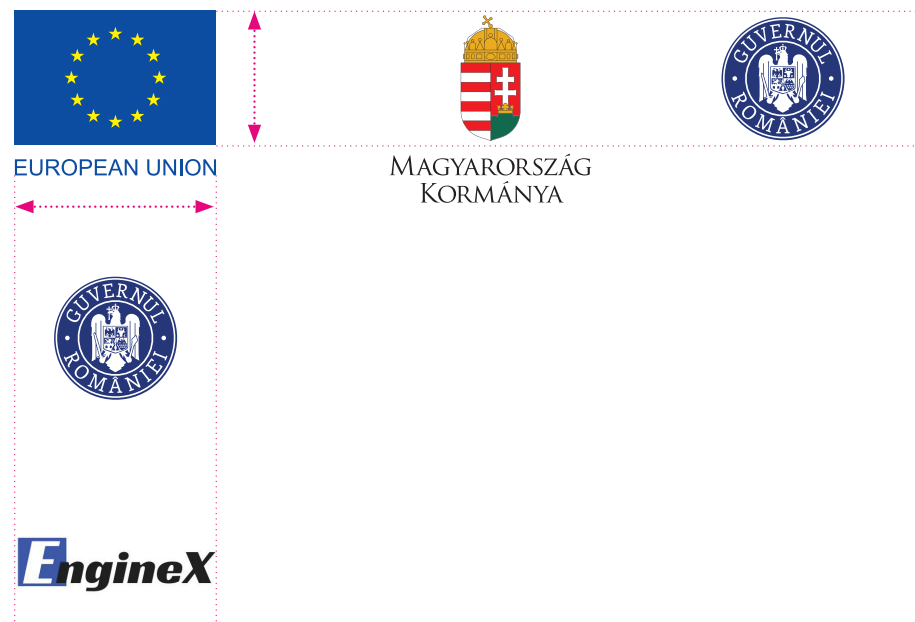 GUVERNUL ROMÂNIEI
EUROPEAN UNION
MAGYARORSZÁG
KORMÁNYA
GUVERNUL ROMÂNIEI
EngineX